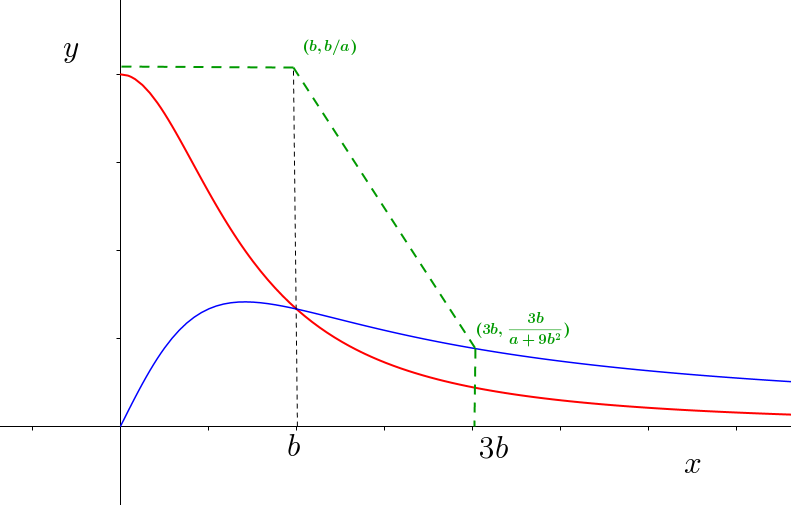 y
(b, b/a)
(3b, 3b/(a + 9b²))
b
3b
x